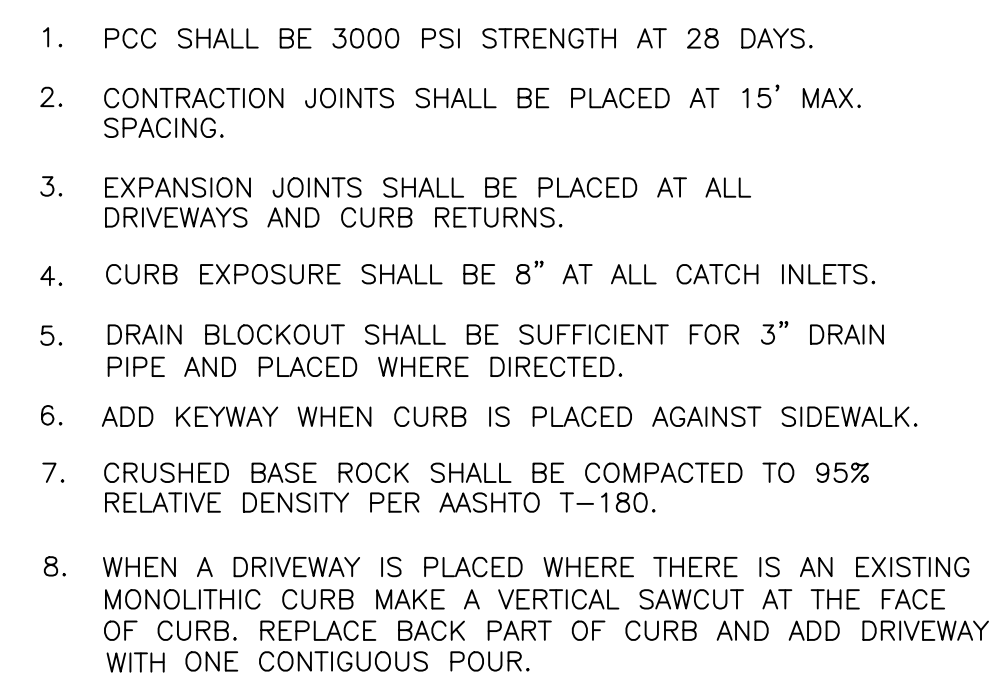 1. PCC SHALL BE 3000 PSI STRENGTH AT 28 DAYS.
2. CONTRACTION JOINTS SHALL BE PLACED AT 15' MAX.
SPACING.
3. EXPANSION JOINTS SHALL BE PLACED AT ALL
DRIVEWAYS AND CURB RETURNS.
4. CURB EXPOSURE SHALL BE 8" AT ALL CATCH INLETS.
5. DRAIN BLOCKOUT SHALL BE SUFFICIENT FOR 3" DRAIN
PIPE AND PLACED WHERE DIRECTED.
6. ADD KEYWAY WHEN CURB IS PLACED AGAINST SIDEWALK.
7. CRUSHED BASE ROCK SHALL BE COMPACTED TO 95%
RELATIVE DENSITY PER AASHTO T-180.
8. WHEN A DRIVEWAY IS PLACED WHERE THERE IS AN EXISTING
MONOLITHIC CURB MAKE A VERTICAL SAWCUT AT THE FACE
OF CURB. REPLACE BACK PART OF CURB AND ADD DRIVEWAY
WITH ONE CONTIGUOUS POUR.